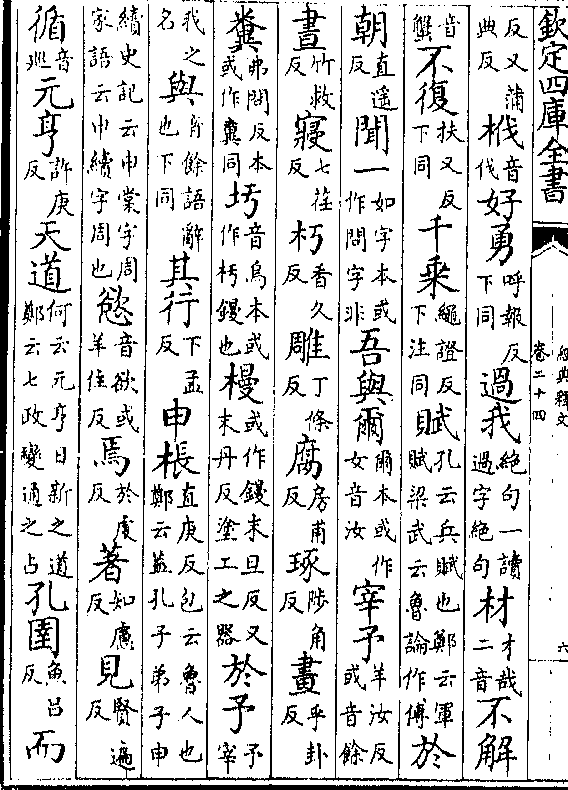 欽定四庫全書 經典釋文 卷二十四 六
反又蒲典反 栰音伐 好勇呼報反下同 過我絕句一讀過字絕句 材才哉二音 不解
音蟹 不復扶又反下同 千乘繩證反下注同 賦孔云兵賦也鄭云軍賦梁武云魯論作傅 於
朝直遥反 聞一如字本或作問字非 吾與爾爾本或作女音汝 宰予羊汝反或音餘
晝竹救反 寢七荏反 朽香久反 雕丁條反 腐房甫反 琢陟角反 畫乎卦反
糞弗問反本或作同 圬音烏本或作杇鏝也 槾或作鏝末旦反又末丹反塗工之器 於予予宰
我之名 與音餘語辭也下同 其行下孟反 申棖直庚反包云魯人也鄭云蓋孔子弟子申
續史記云申棠字周家語云申續字周也 慾音欲或羊住反 焉於虔反 著知慮反 見賢遍反
循音巡 元亨許庚反 天道何云元亨日新之道鄭云七政變通之占 孔圉魚呂反 而